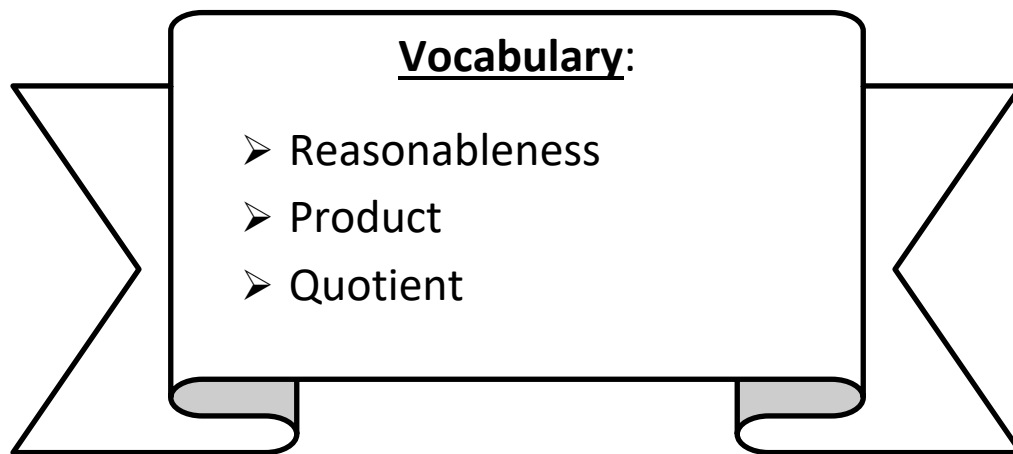 Vocabulary:
➢ Reasonableness
➢ Product
➢ Quotient